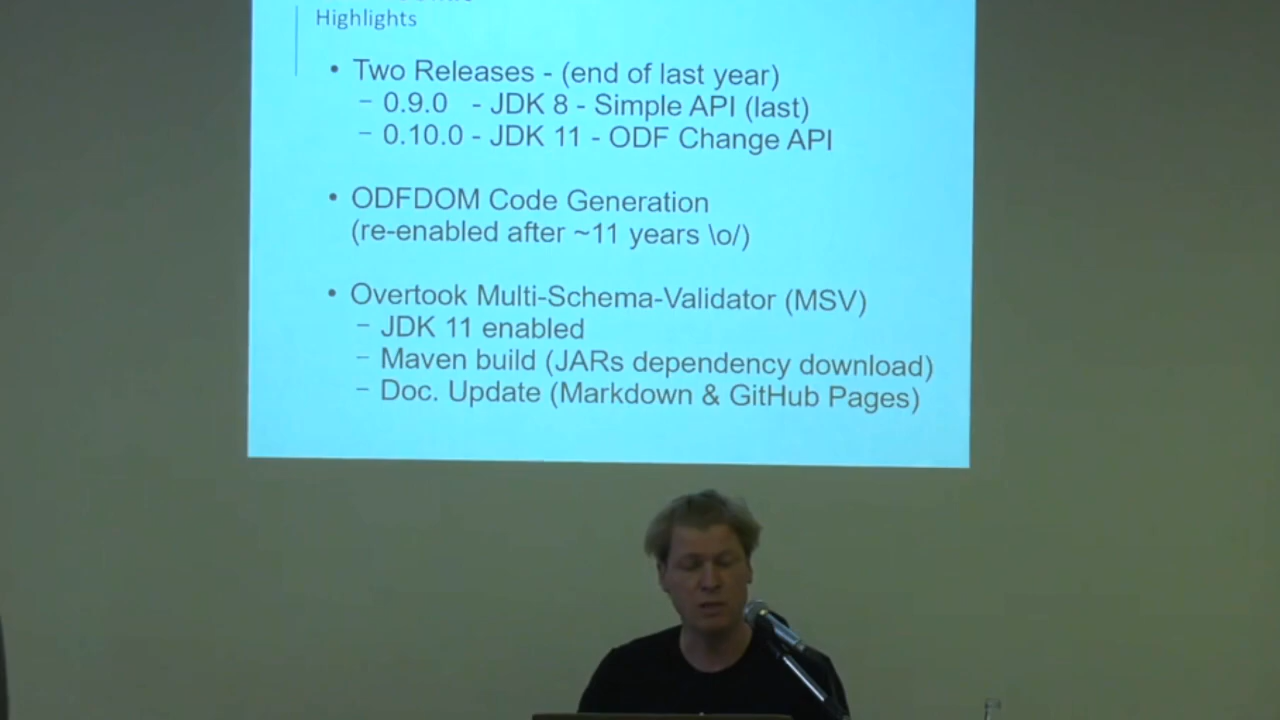 Highlights
• Two Releases - (end of last year)
– 0.9.0 - JDK 8 - Simple API (last)
– 0.10.0 - JDK 11 - ODF Change API
• ODFDOM Code Generation
(re-enabled after ~11 years \o/)
• Overtook Multi-Schema-Validator (MSV)
– JDK 11 enabled
– Maven build (JARs dependency download)
– Doc. Update (Markdown & GitHub Pages)